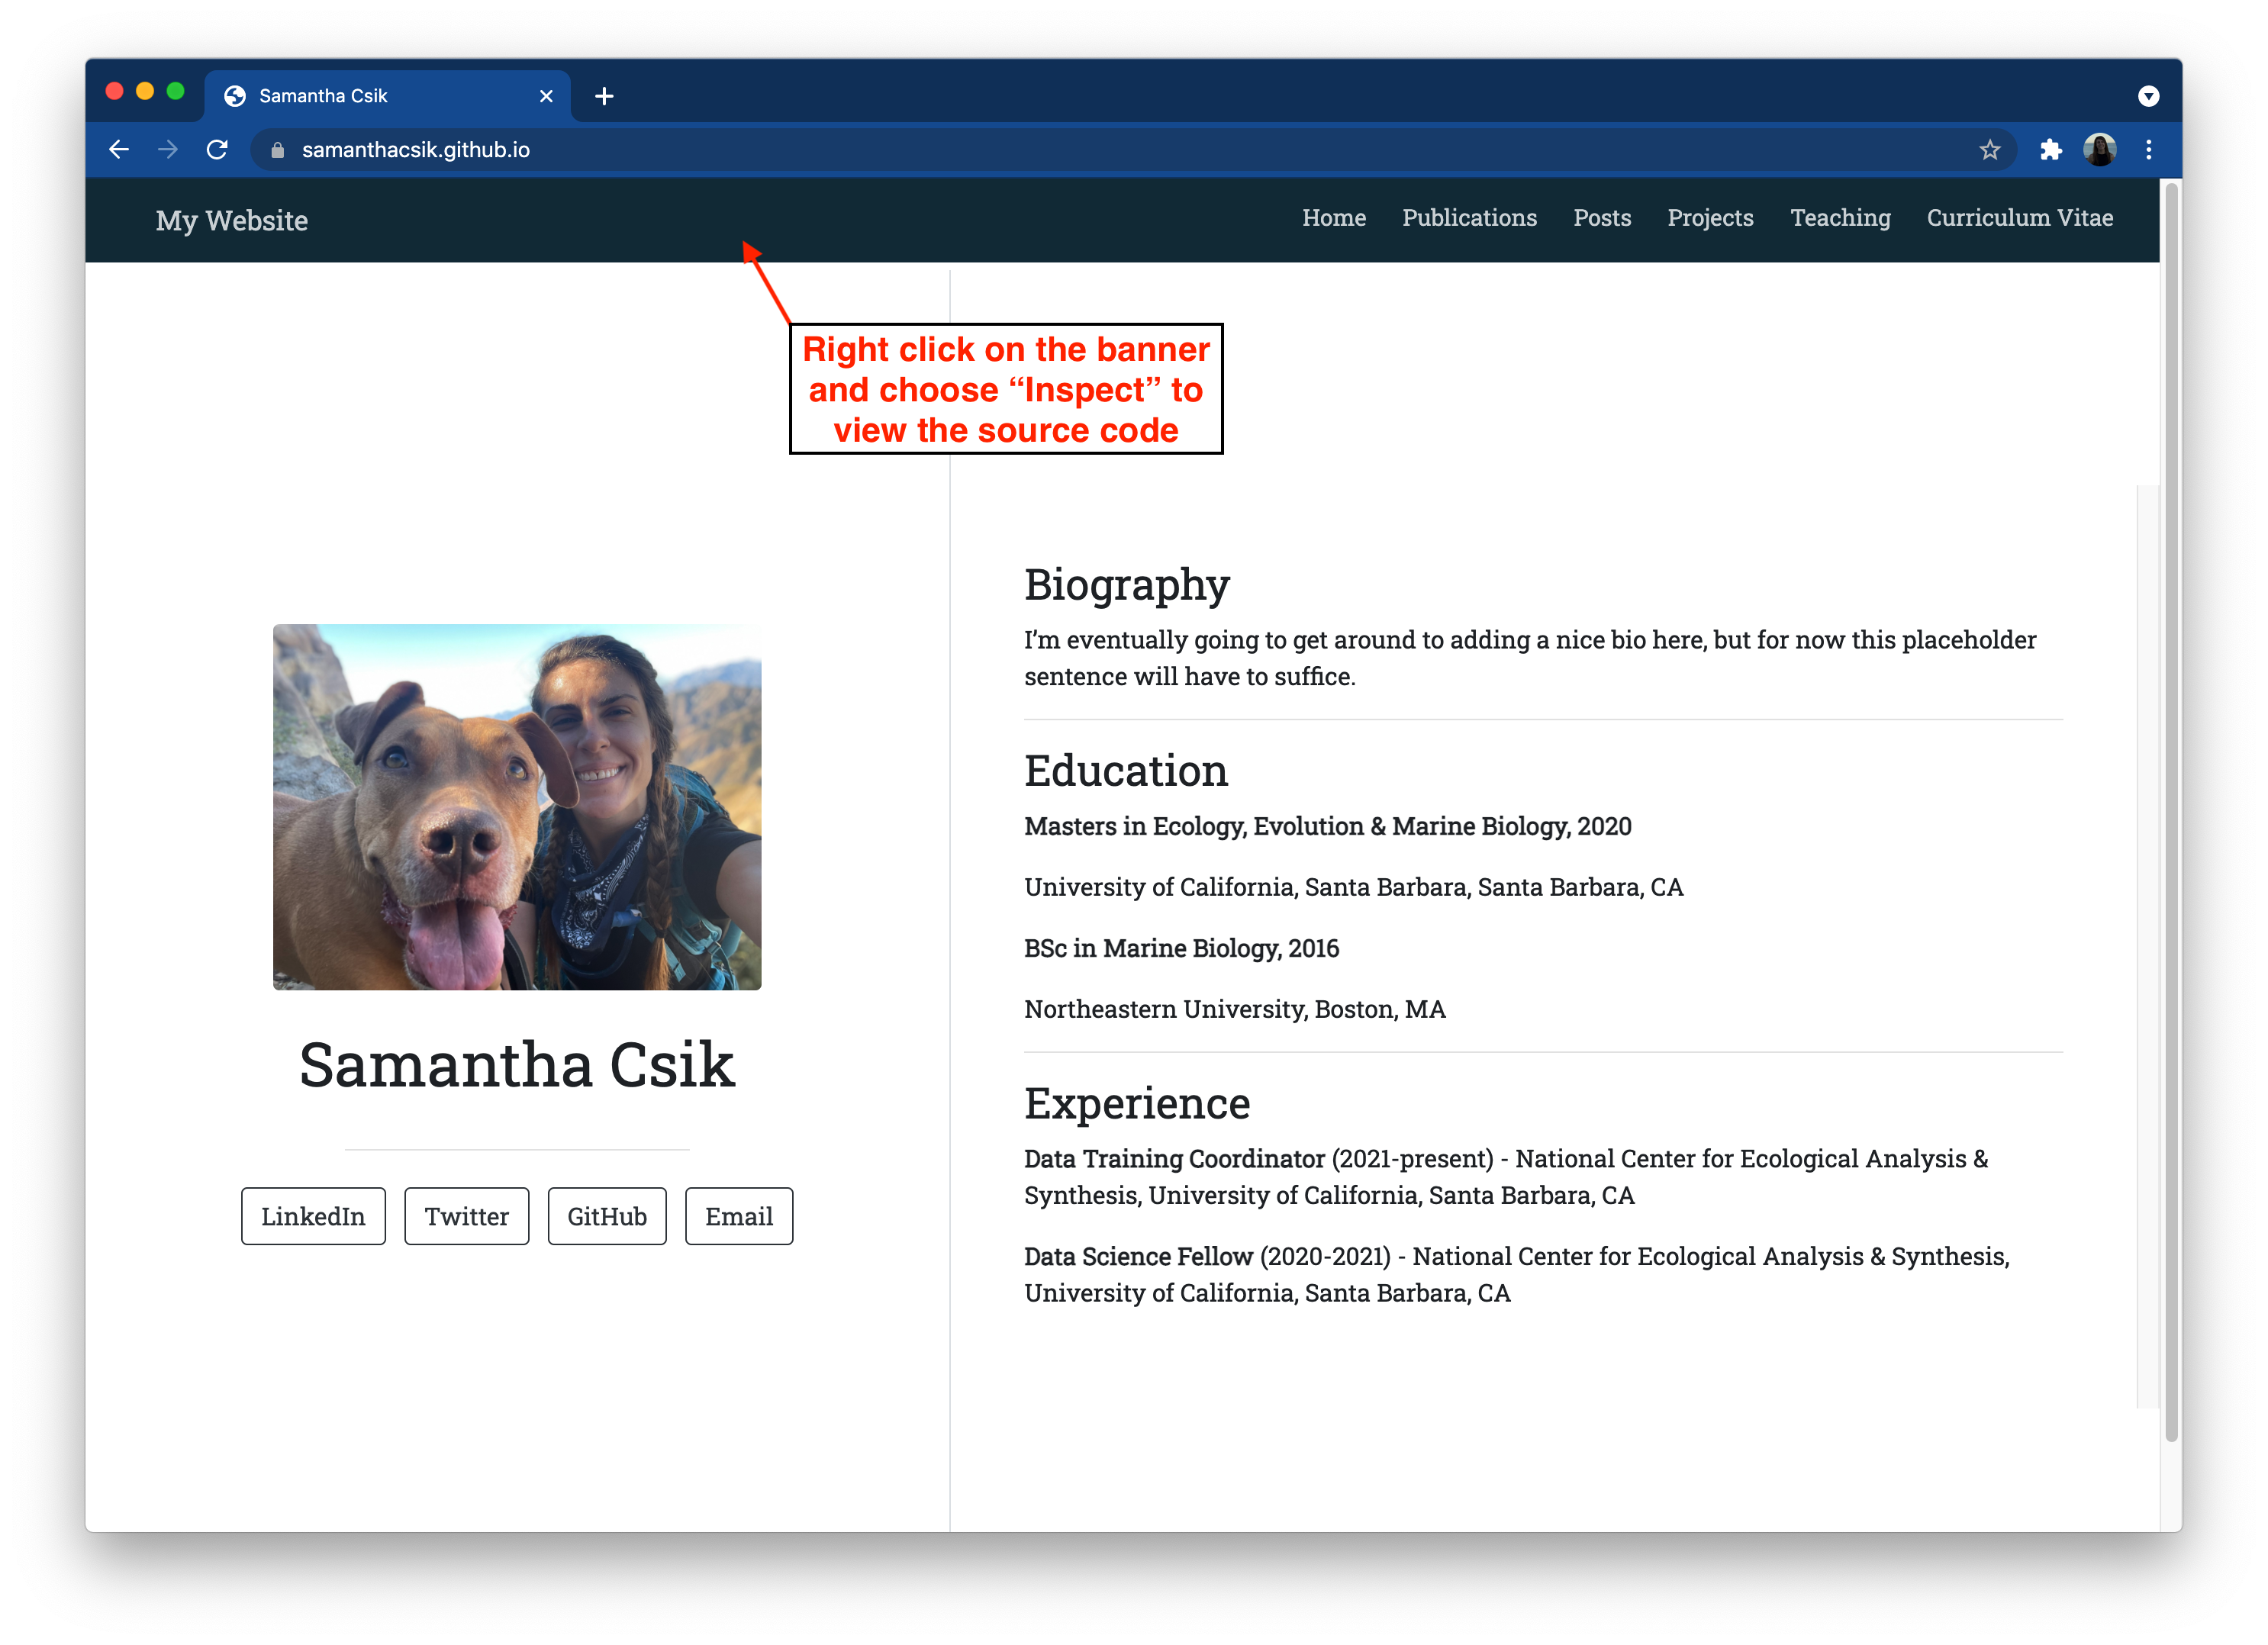 Samantha Csik
samanthacsik.github.io
My Website
Home Publications Posts Projects Teaching Curriculum Vitae
Right click on the banner
and choose “Inspect” to
view the source code
Samantha Csik
LinkedIn Twitter GitHub Email
Biography
I’m eventually going to get around to adding a nice bio here, but for now this placeholder
sentence will have to suffice.
Education
Masters in Ecology, Evolution & Marine Biology, 2020
University of California, Santa Barbara, Santa Barbara, CA
BSc in Marine Biology, 2016
Northeastern University, Boston, MA
Experience
Data Training Coordinator (2021-present) - National Center for Ecological Analysis &
Synthesis, University of California, Santa Barbara, CA
Data Science Fellow (2020-2021) - National Center for Ecological Analysis & Synthesis,
University of California, Santa Barbara, CA